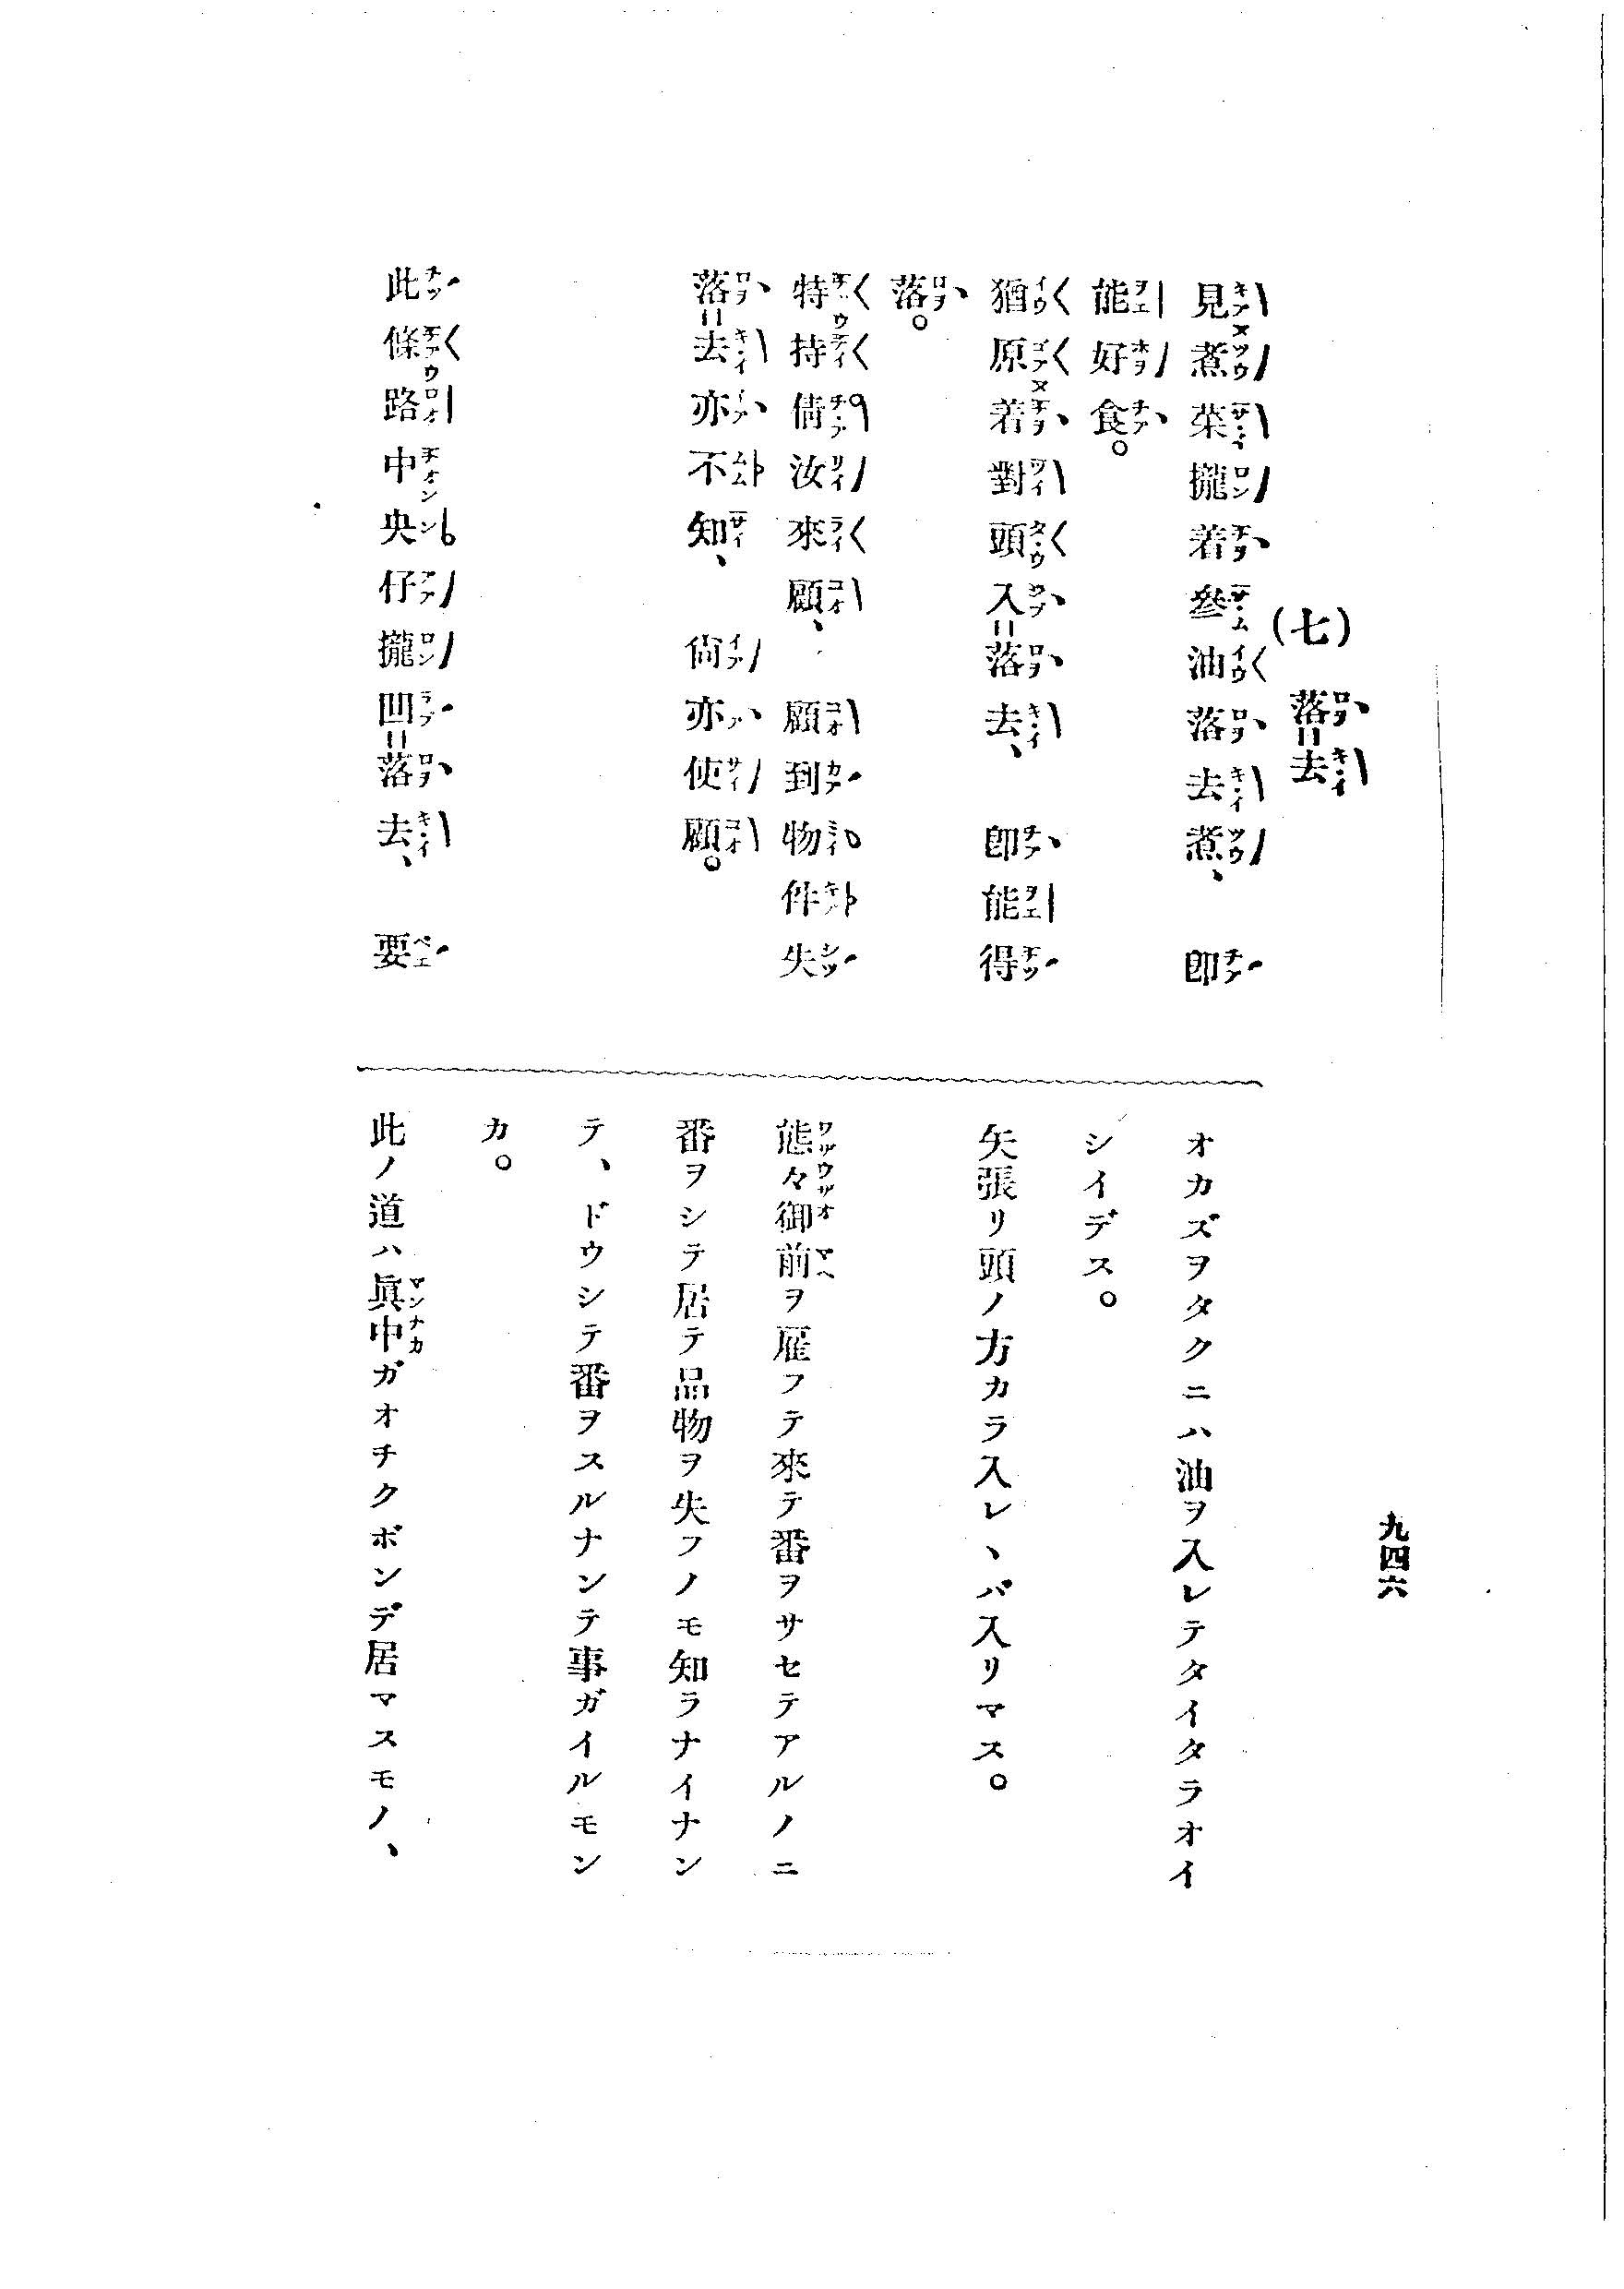 九四六
(七) 落=去
見煮菜攏着參油落去煮、 卽
能好食。
猶原着對頭入=落去、 卽能得
落。
特持倩汝來顧、 顧到物件失
落=去亦不知、 尙亦使顧。
此條路中央仔攏凹=落去、 要
オカズヲタクニハ油ヲ入レテタイタラオイ
シイデス。
矢張リ頭ノ方カラ入レヽバ入リマス。
態々御前ヲ雇フテ來テ番ヲサセテアルノニ
番ヲシテ居テ品物ヲ失フノモ知ラナイナン
テ、ドウシテ番ヲスルナンテ事ガイルモン
カ。
此ノ道ハ眞中ガオチクボンデ居マスモノ、